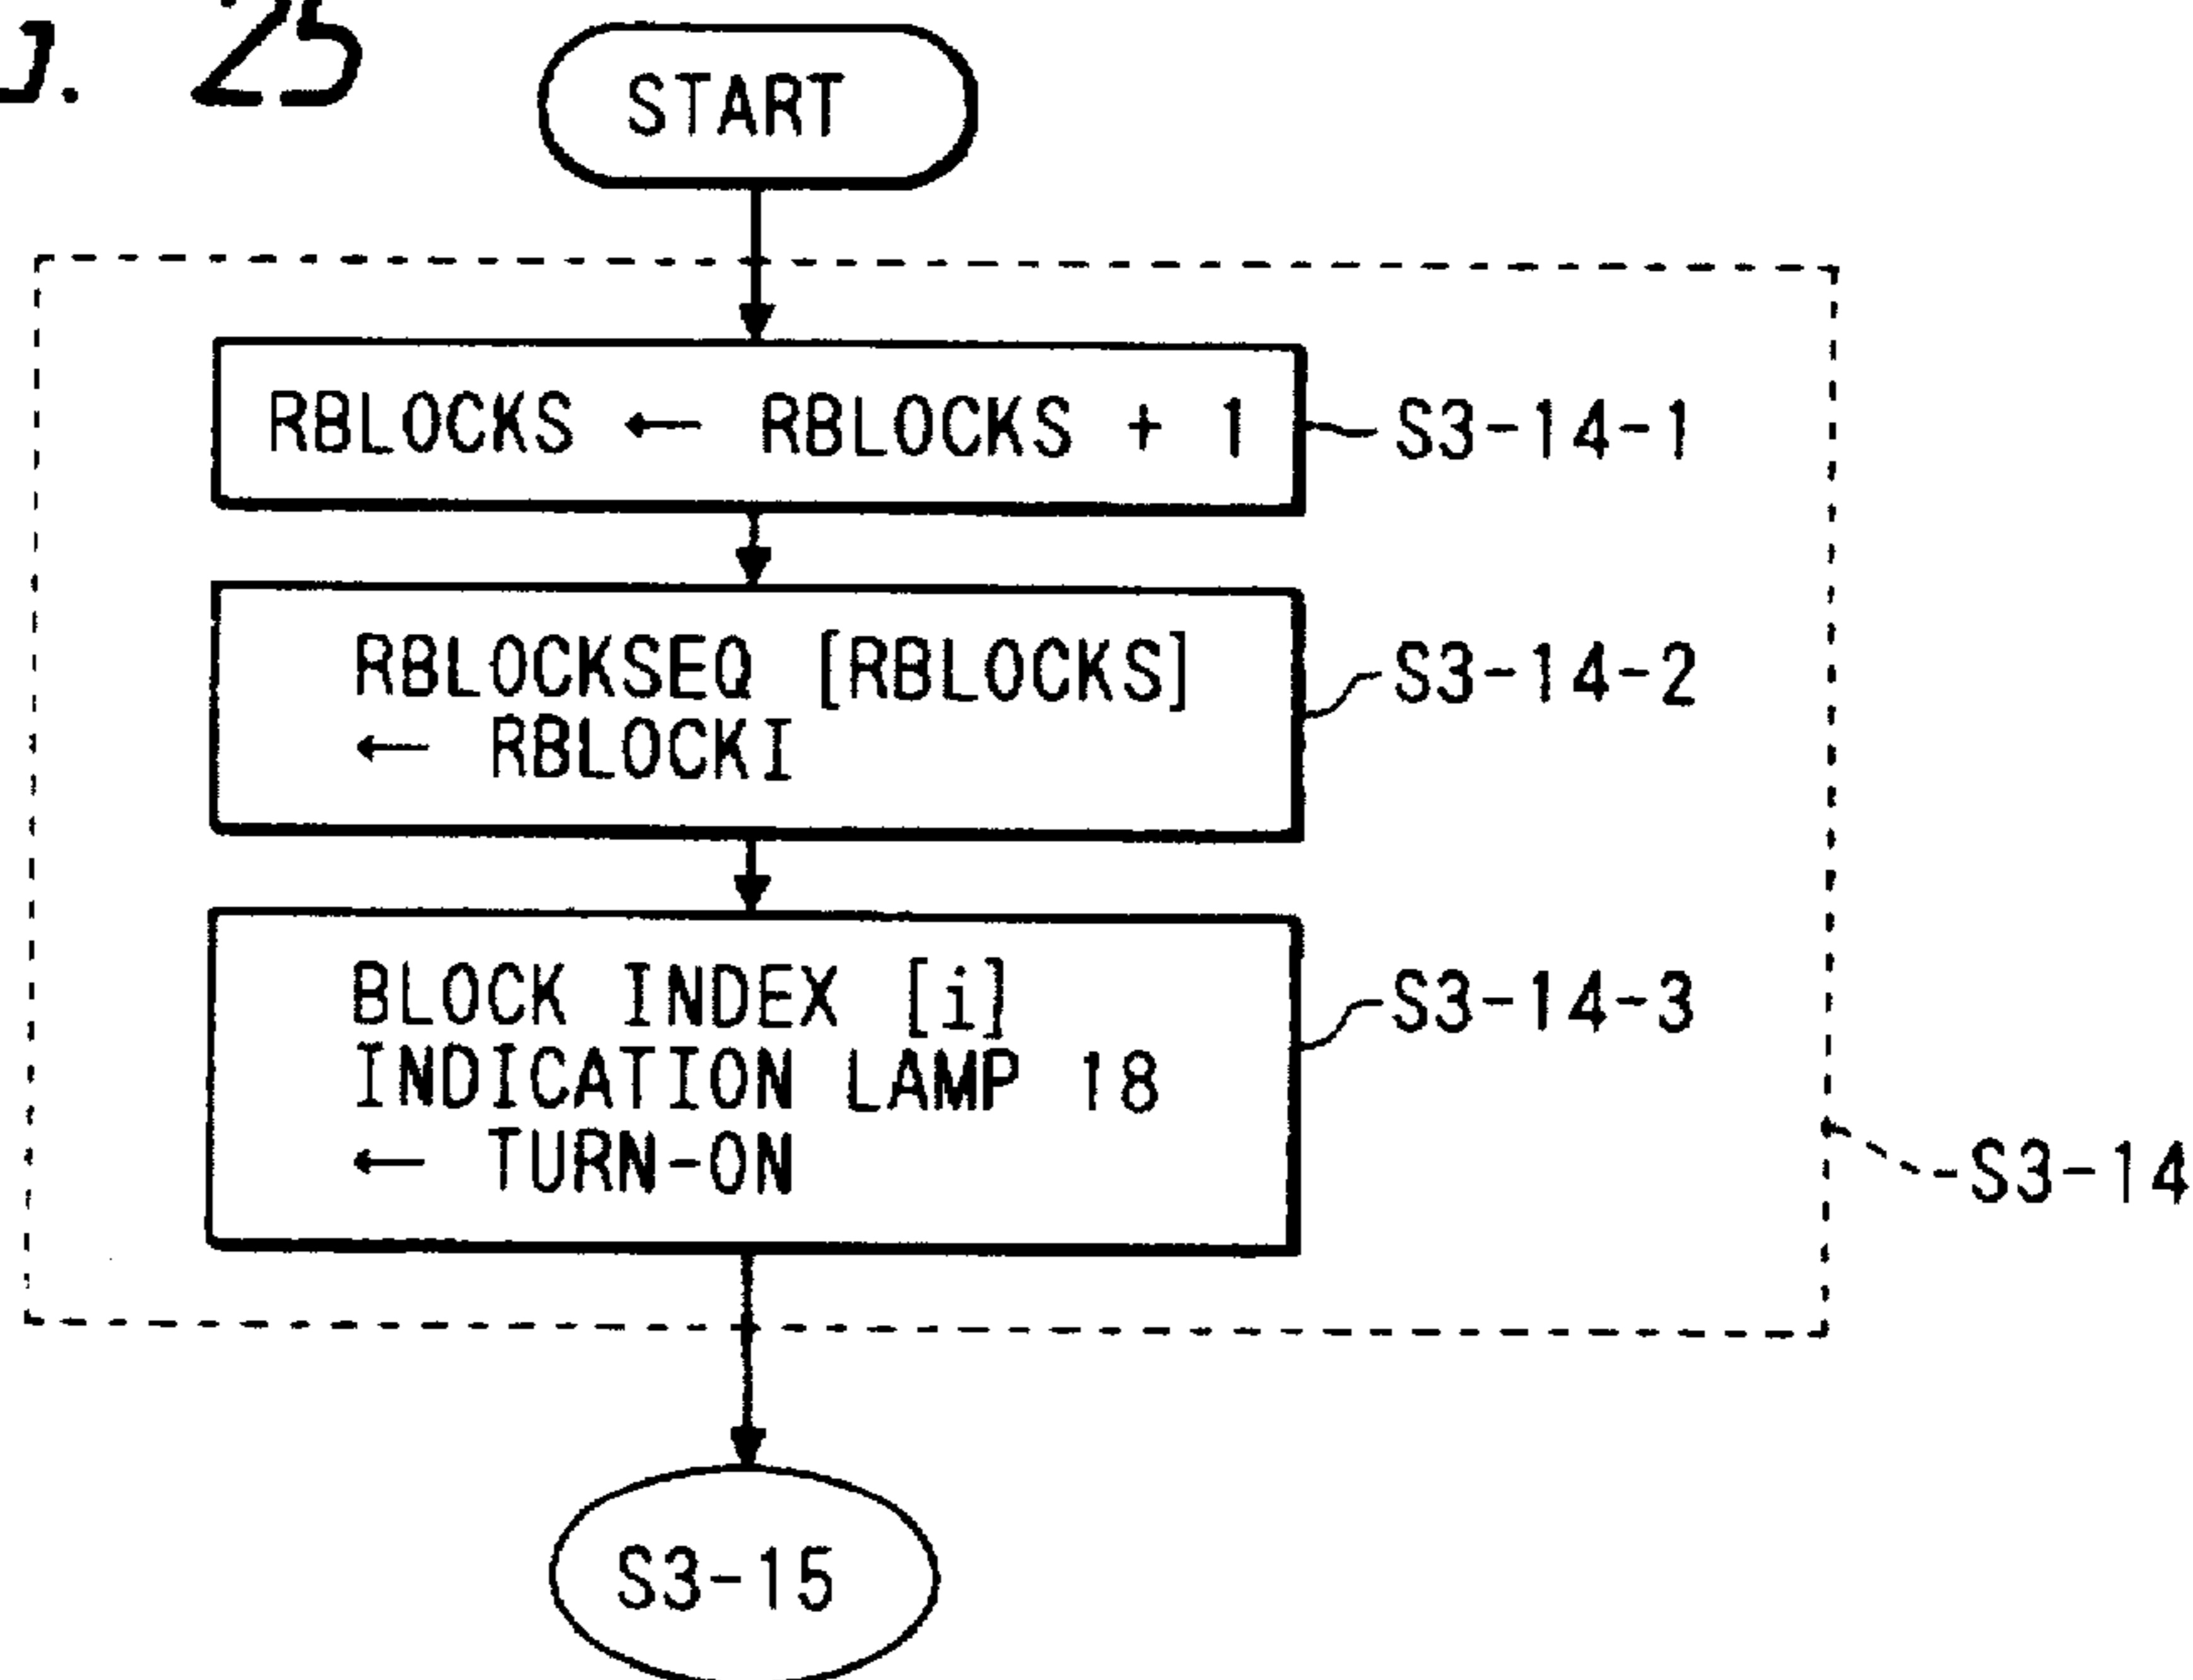 25
START
RBLOCKS ← RBLOCKS + 1
S3-14-1
RBLOCKSEQ [RBLOCKS]
← RBLOCKI
S3-14-2
BLOCK INDEX [i]
INDICATION LAMP 18
← TURN-ON
S3-14-3
S3-14
S3-15